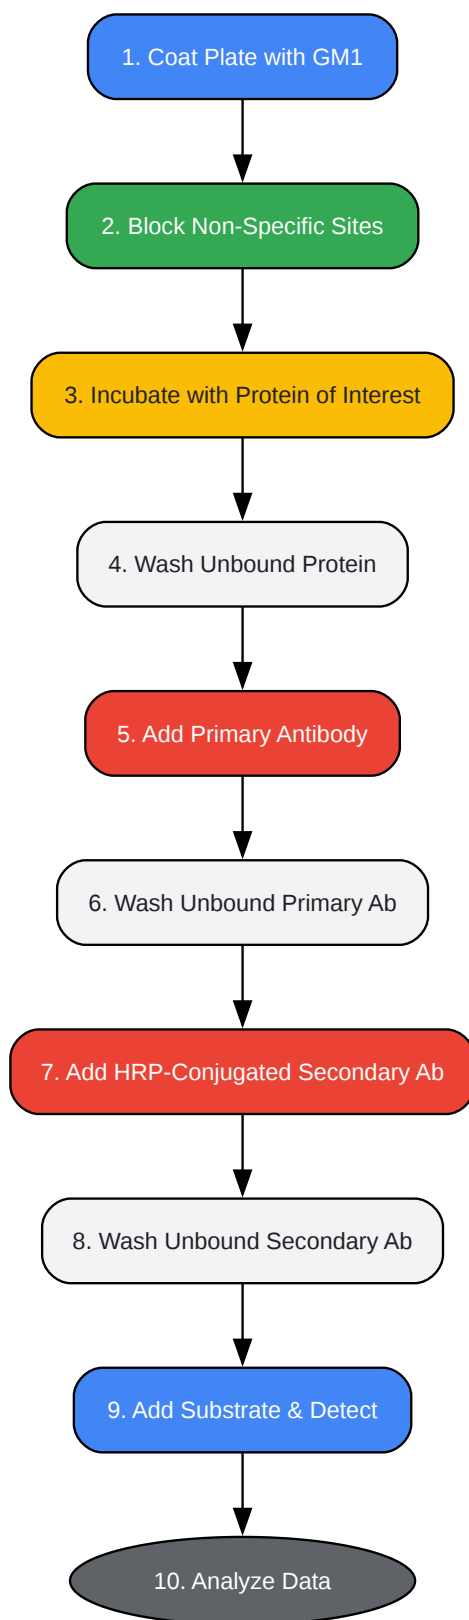 1. Coat Plate with GM1
2. Block Non-Specific Sites
3. Incubate with Protein of Interest
4. Wash Unbound Protein
5. Add Primary Antibody
6. Wash Unbound Primary Ab
7. Add HRP-Conjugated Secondary Ab
8. Wash Unbound Secondary Ab
9. Add Substrate & Detect
10. Analyze Data